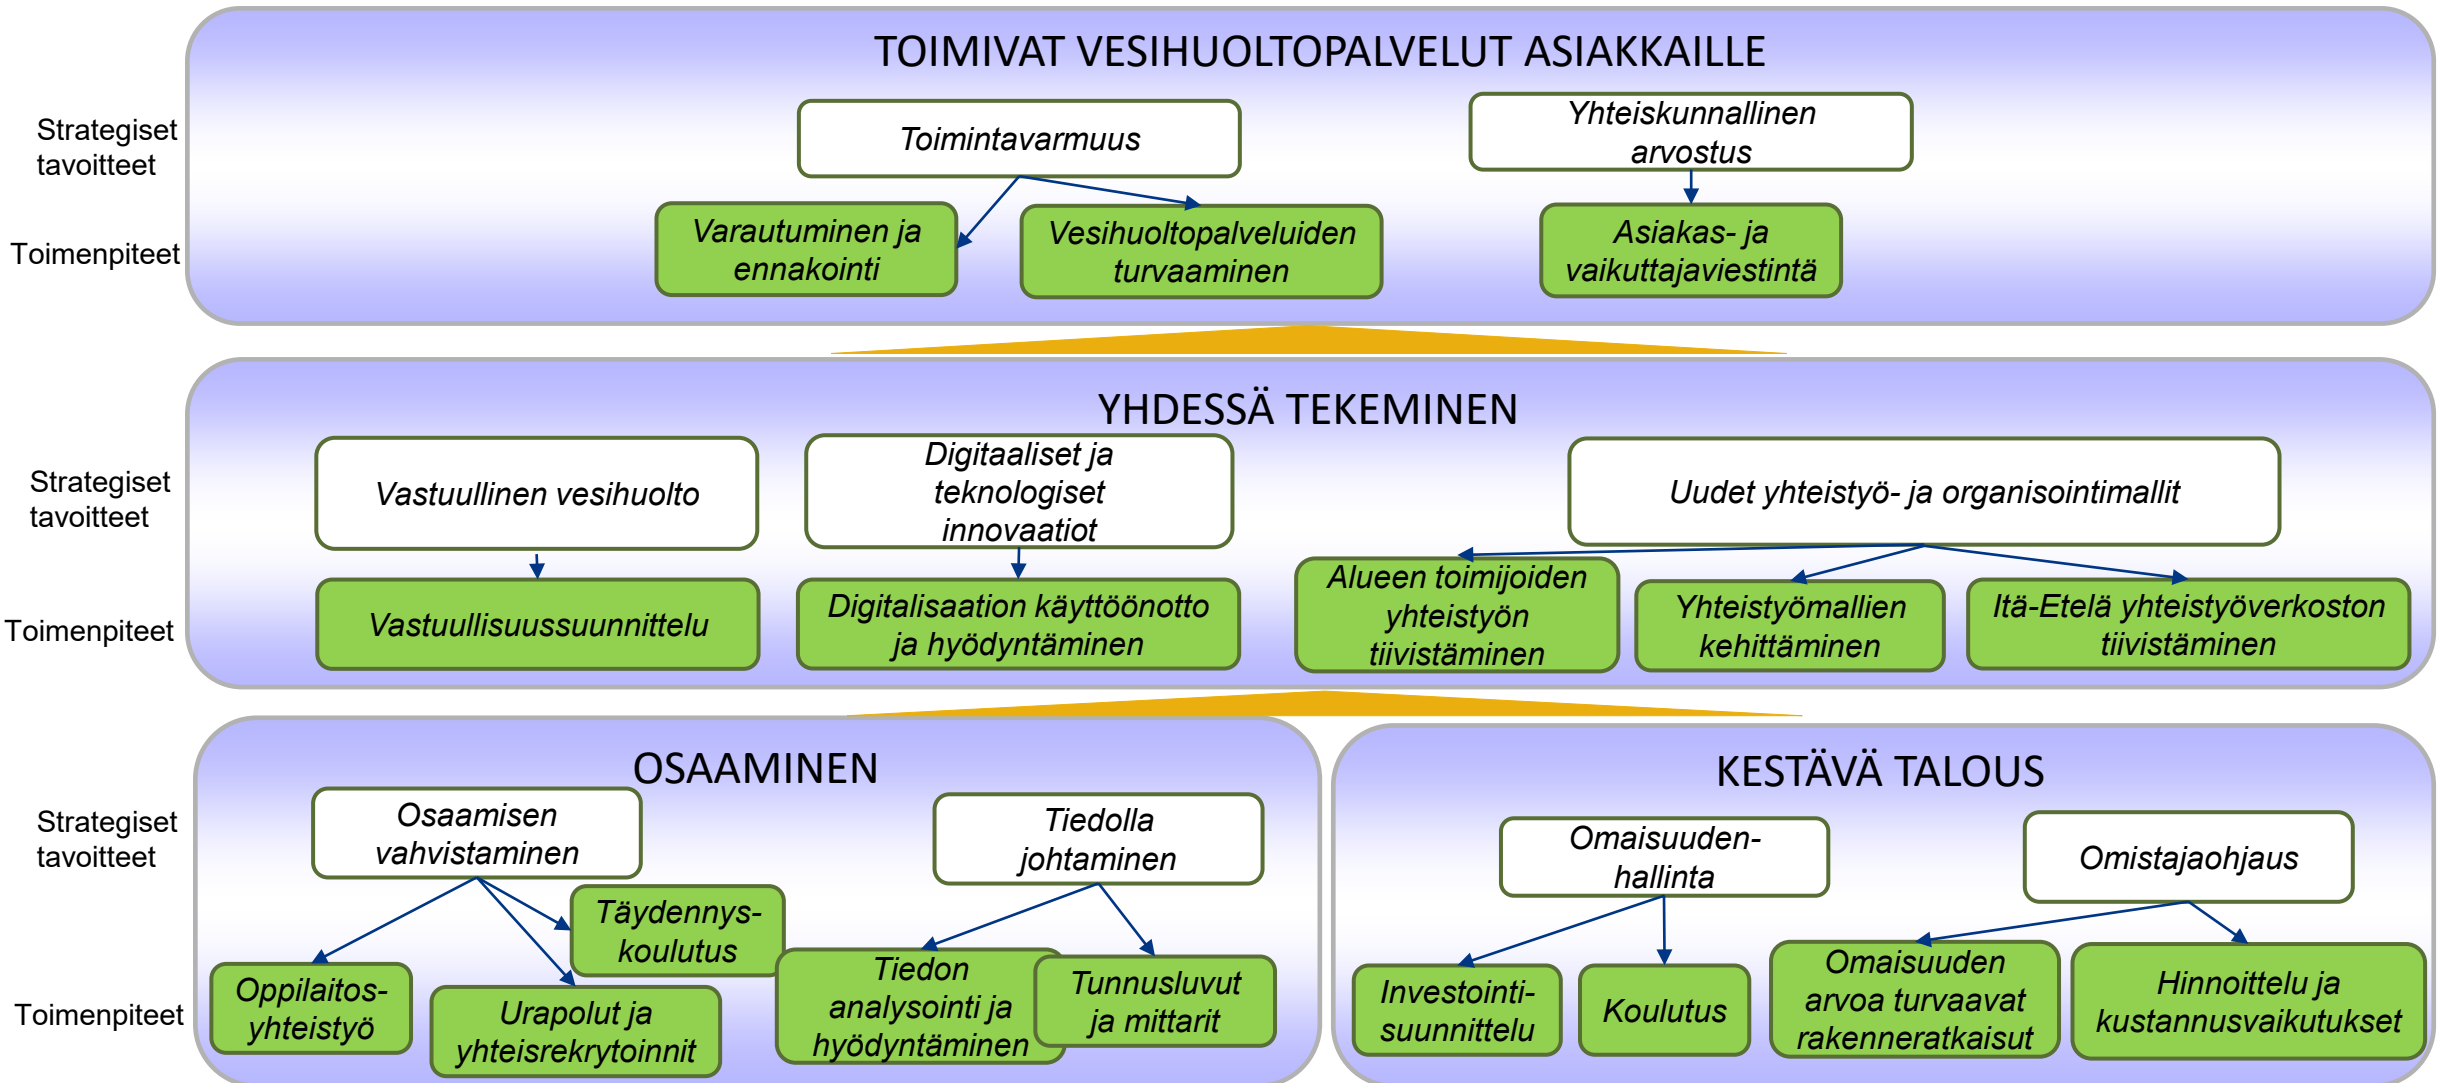 TOIMIVAT VESIHUOLTOPALVELUT ASIAKKAILLE
Strategiset
tavoitteet
Toimintavarmuus
Yhteiskunnallinen
arvostus
Toimenpiteet
Varautuminen ja
ennakointi
Vesihuoltopalveluiden
turvaaminen
Asiakas- ja
vaikuttajaviestintä
YHDESSÄ TEKEMINEN
Strategiset
tavoitteet
Vastuullinen vesihuolto
Digitaaliset ja
teknologiset
innovaatiot
Uudet yhteistyö- ja organisointimallit
Toimenpiteet
Vastuullisuussuunnittelu
Digitalisaation käyttöönotto
ja hyödyntäminen
Alueen toimijoiden
yhteistyön
tiivistäminen
Yhteistyömallien
kehittäminen
Itä-Etelä yhteistyöverkoston
tiivistäminen
OSAAMINEN
Strategiset
tavoitteet
Osaamisen
vahvistaminen
Tiedolla
johtaminen
Toimenpiteet
Oppilaitos-
yhteistyö
Täydennys-
koulutus
Urapolut ja
yhteisrekrytoinnit
Tiedon
analysointi ja
hyödyntäminen
Tunnusluvut
ja mittarit
KESTÄVÄ TALOUS
Omaisuuden-
hallinta
Omistajaohjaus
Investointi-
suunnittelu
Koulutus
Omaisuuden
arvoa turvaavat
rakenneratkaisut
Hinnoittelu ja
kustannusvaikutukset